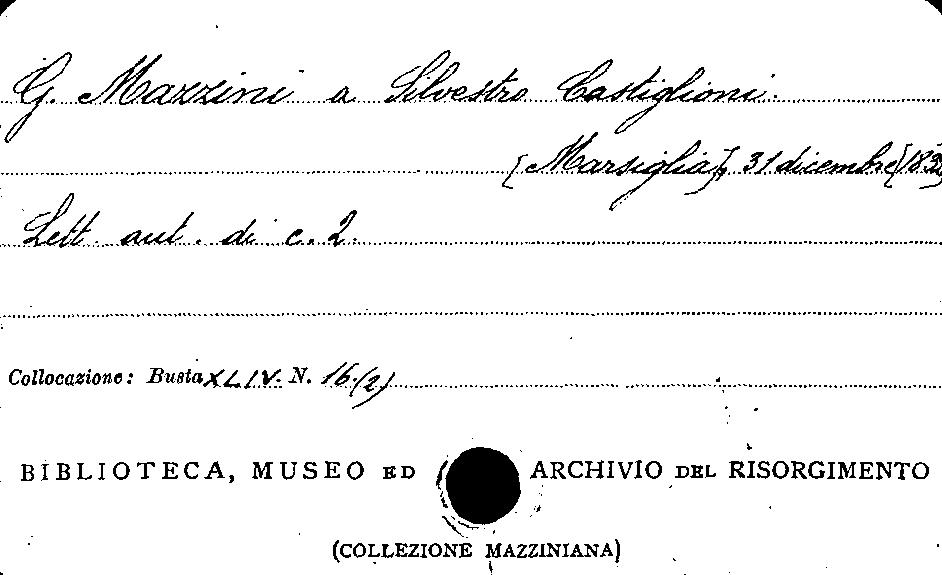 G. Mazzini a Silvestro Castiglioni.
[Marsiglia], 31 dicembre [183
Lett. aut. di c. 2.
Collocazione: Busta XLIV. N. 16.(2)
BIBLIOTECA, MUSEO ED ARCHIVIO DEL RISORGIMENTO
(COLLEZIONE MAZZINIANA)